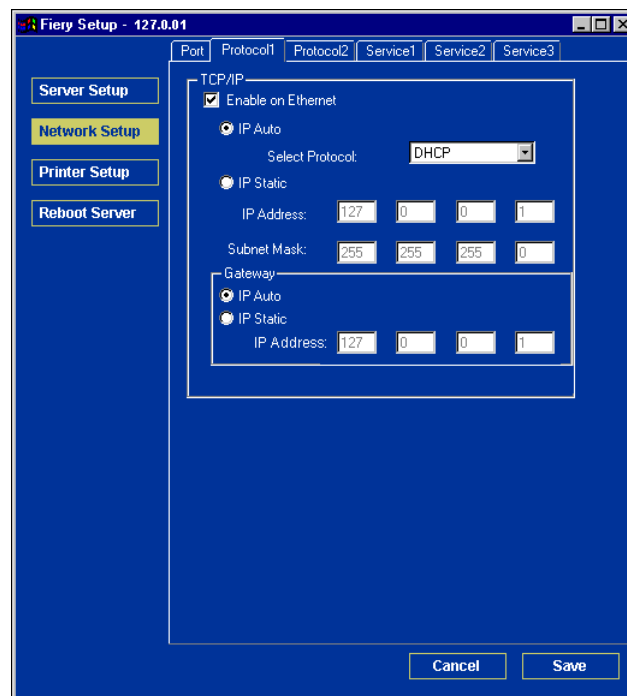 Fiery Setup - 127.0.01
Port Protocol1 Protocol2 Service1 Service2 Service3
Server Setup
Network Setup
Printer Setup
Reboot Server
TCP/IP
Enable on Ethernet
IP Auto
Select Protocol: DHCP
IP Static
IP Address: 127 0 0 1
Subnet Mask: 255 255 255 0
Gateway
IP Auto
IP Static
IP Address: 127 0 0 1
Cancel Save